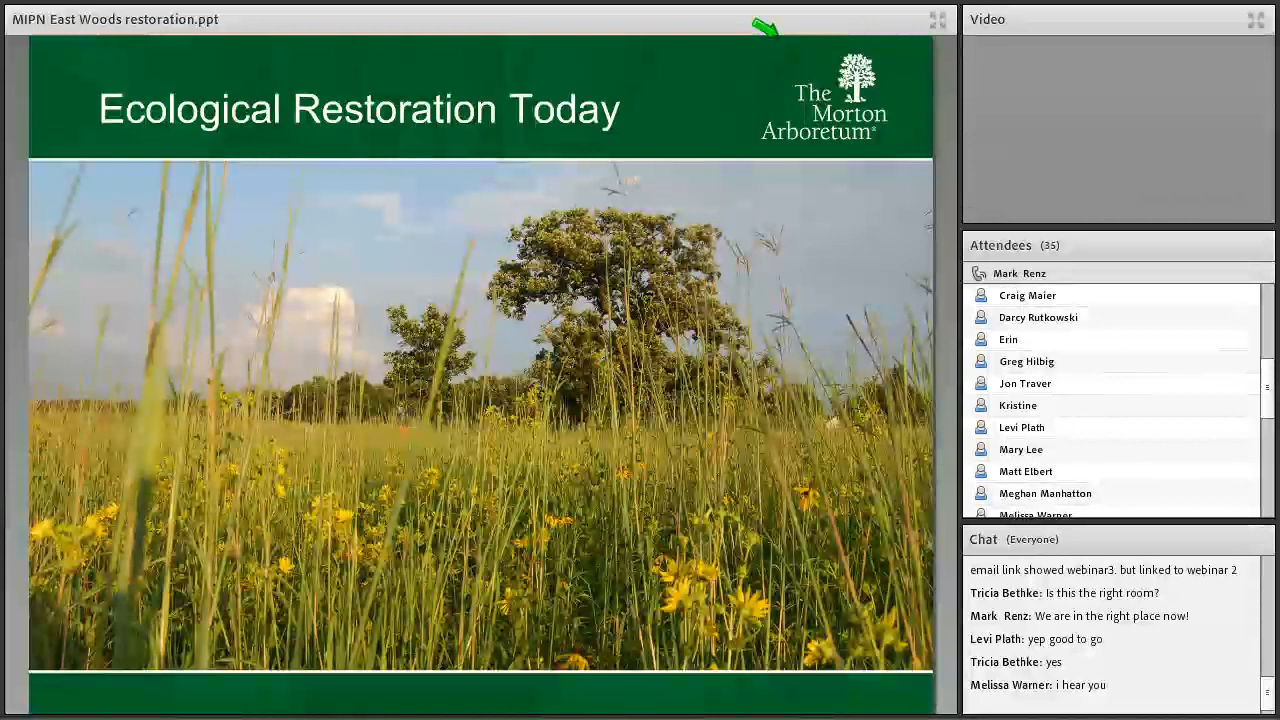 MIPN East Woods restoration.ppt
Ecological Restoration Today
The
Morton
Arboretum®
Video
Attendees (35)
Mark Renz
Craig Maier
Darcy Rutkowski
Erin
Greg Hilbig
Jon Traver
Kristine
Levi Plath
Mary Lee
Matt Elbert
Meghan Manhatton
Melissa Warner
Chat (Everyone)
email link showed webinar3. but linked to webinar 2
Tricia Bethke: Is this the right room?
Mark Renz: We are in the right place now!
Levi Plath: yep good to go
Tricia Bethke: yes
Melissa Warner: i hear you